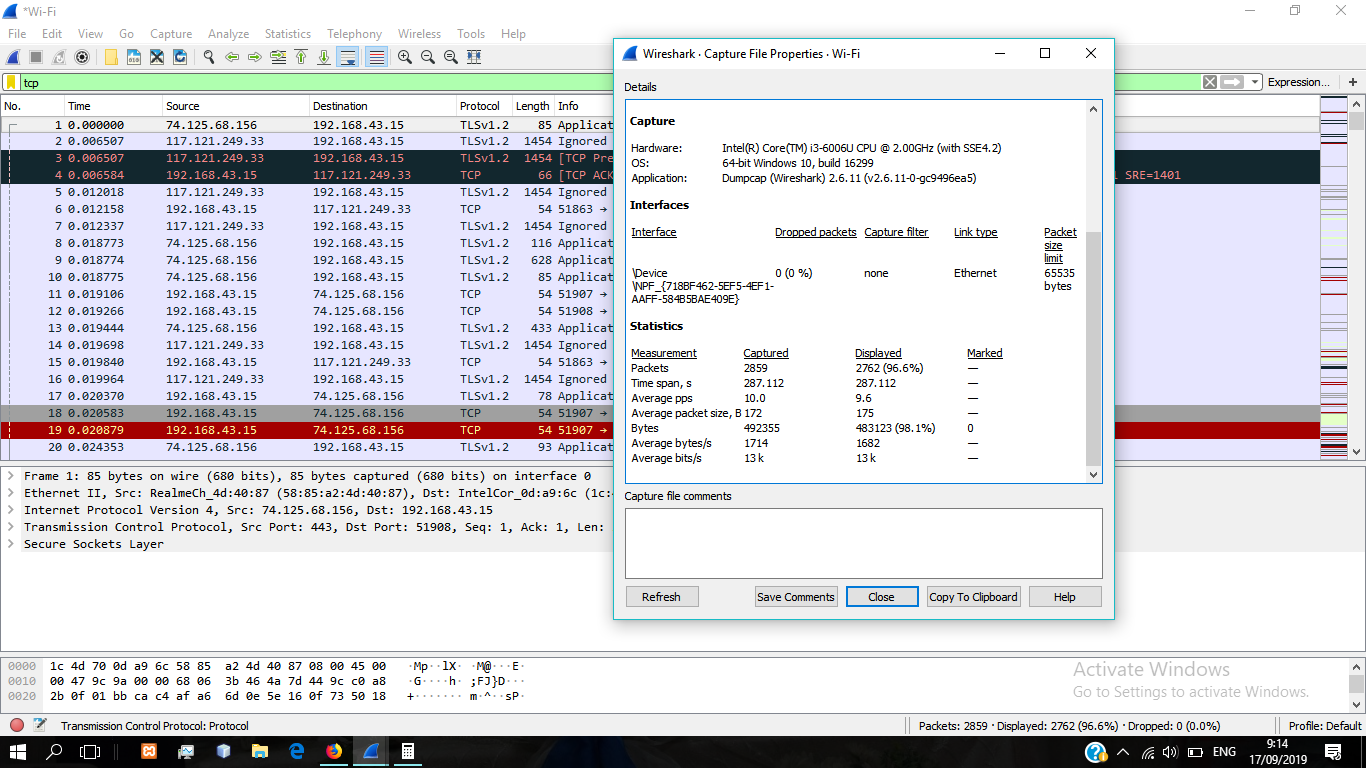 *Wi-Fi
File Edit View Go Capture Analyze Statistics Telephony Wireless Tools Help
tcp
Expression... +
No. Time Source Destination Protocol Length Info
1 0.000000 74.125.68.156 192.168.43.15 TLSv1.2 85 Applicat
2 0.006507 117.121.249.33 192.168.43.15 TLSv1.2 1454 Ignored
3 0.006507 117.121.249.33 192.168.43.15 TLSv1.2 1454 [TCP Pre
4 0.006584 192.168.43.15 117.121.249.33 TCP 66 [TCP ACK SRE=1401
5 0.012018 117.121.249.33 192.168.43.15 TLSv1.2 1454 Ignored
6 0.012158 192.168.43.15 117.121.249.33 TCP 54 51863 →
7 0.012337 117.121.249.33 192.168.43.15 TLSv1.2 1454 Ignored
8 0.018773 74.125.68.156 192.168.43.15 TLSv1.2 116 Applicat
9 0.018774 74.125.68.156 192.168.43.15 TLSv1.2 628 Applicat
10 0.018775 74.125.68.156 192.168.43.15 TLSv1.2 85 Applicat
11 0.019106 192.168.43.15 74.125.68.156 TCP 54 51907 →
12 0.019266 192.168.43.15 74.125.68.156 TCP 54 51908 →
13 0.019444 74.125.68.156 192.168.43.15 TLSv1.2 433 Applicat
14 0.019698 117.121.249.33 192.168.43.15 TLSv1.2 1454 Ignored
15 0.019840 192.168.43.15 117.121.249.33 TCP 54 51863 →
16 0.019964 117.121.249.33 192.168.43.15 TLSv1.2 1454 Ignored
17 0.020370 74.125.68.156 192.168.43.15 TLSv1.2 78 Applicat
18 0.020583 192.168.43.15 74.125.68.156 TCP 54 51907 →
19 0.020879 192.168.43.15 74.125.68.156 TCP 54 51907 →
20 0.024353 74.125.68.156 192.168.43.15 TLSv1.2 93 Applicat
Frame 1: 85 bytes on wire (680 bits), 85 bytes captured (680 bits) on interface 0
Ethernet II, Src: RealmeCh_4d:40:87 (58:85:a2:4d:40:87), Dst: IntelCor_0d:a9:6c (1c:4
Internet Protocol Version 4, Src: 74.125.68.156, Dst: 192.168.43.15
Transmission Control Protocol, Src Port: 443, Dst Port: 51908, Seq: 1, Ack: 1, Len:
Secure Sockets Layer
0000 1c 4d 70 0d a9 6c 58 85 a2 4d 40 87 08 00 45 00 ·Mp··lX· ·M@···E·
0010 00 47 9c 9a 00 00 68 06 3b 46 4a 7d 44 9c c0 a8 ·G····h· ;FJ}D···
0020 2b 0f 01 bb ca c4 af a6 6d 0e 5e 16 0f 73 50 18 +······· m·^··sP·
Transmission Control Protocol: Protocol
Packets: 2859 · Displayed: 2762 (96.6%) · Dropped: 0 (0.0%)
Profile: Default
Wireshark · Capture File Properties · Wi-Fi
Details
Capture
Hardware: Intel(R) Core(TM) i3-6006U CPU @ 2.00GHz (with SSE4.2)
OS: 64-bit Windows 10, build 16299
Application: Dumpcap (Wireshark) 2.6.11 (v2.6.11-0-gc9496ea5)
Interfaces
Interface Dropped packets Capture filter Link type Packet
size
limit
\Device 0 (0 %) none Ethernet 65535
\NPF_{718BF462-5EF5-4EF1- bytes
AAFF-584B5BAE409E}
Statistics
Measurement Captured Displayed Marked
Packets 2859 2762 (96.6%) —
Time span, s 287.112 287.112 —
Average pps 10.0 9.6 —
Average packet size, B 172 175 —
Bytes 492355 483123 (98.1%) 0
Average bytes/s 1714 1682 —
Average bits/s 13 k 13 k —
Capture file comments
Refresh Save Comments Close Copy To Clipboard Help
Activate Windows
Go to Settings to activate Windows.
ENG
9:14
17/09/2019